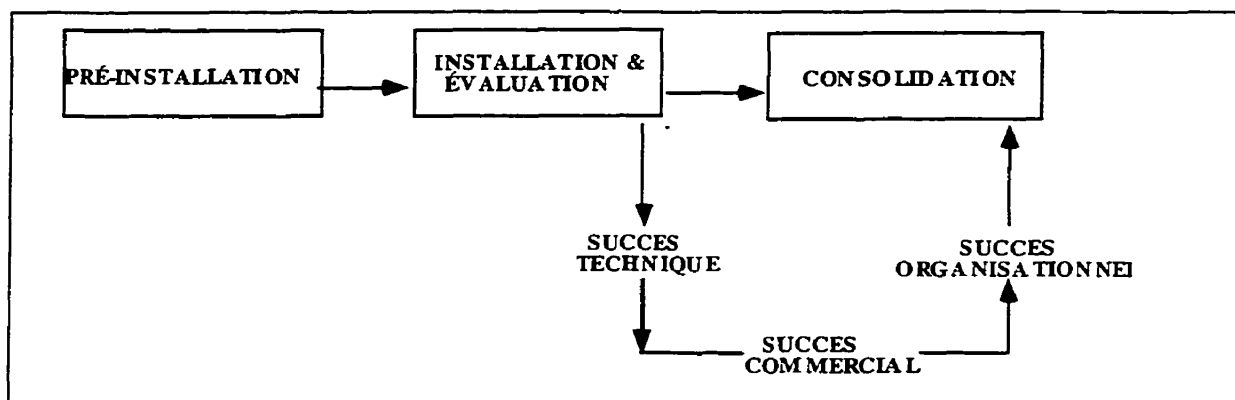 PRÉ-INSTALLATION
INSTALLATION &
ÉVALUATION
CONSOLIDATION
SUCCES
TECHNIQUE
SUCCES
COMMERCIAL
SUCCES
ORGANISATIONNEI